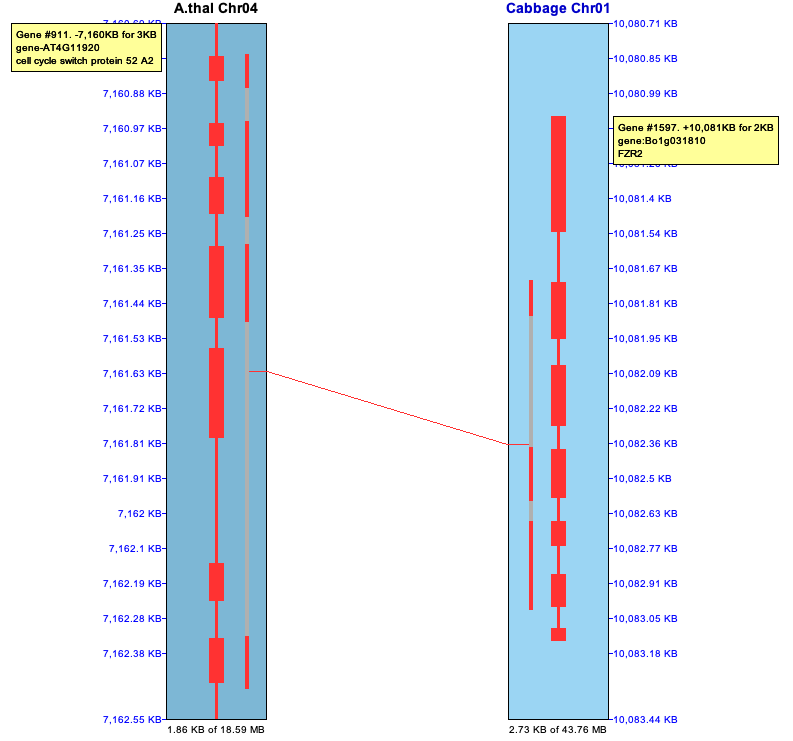 A.thal Chr04
Cabbage Chr01
Gene #911. -7,160KB for 3KB
gene-AT4G11920
cell cycle switch protein 52 A2
7,160.88 KB
7,160.97 KB
7,161.07 KB
7,161.16 KB
7,161.25 KB
7,161.35 KB
7,161.44 KB
7,161.53 KB
7,161.63 KB
7,161.72 KB
7,161.81 KB
7,161.91 KB
7,162 KB
7,162.1 KB
7,162.19 KB
7,162.28 KB
7,162.38 KB
7,162.55 KB
1.86 KB of 18.59 MB
10,080.71 KB
10,080.85 KB
10,080.99 KB
Gene #1597. +10,081KB for 2KB
gene:Bo1g031810
FZR2
10,081.4 KB
10,081.54 KB
10,081.67 KB
10,081.81 KB
10,081.95 KB
10,082.09 KB
10,082.22 KB
10,082.36 KB
10,082.5 KB
10,082.63 KB
10,082.77 KB
10,082.91 KB
10,083.05 KB
10,083.18 KB
10,083.44 KB
2.73 KB of 43.76 MB